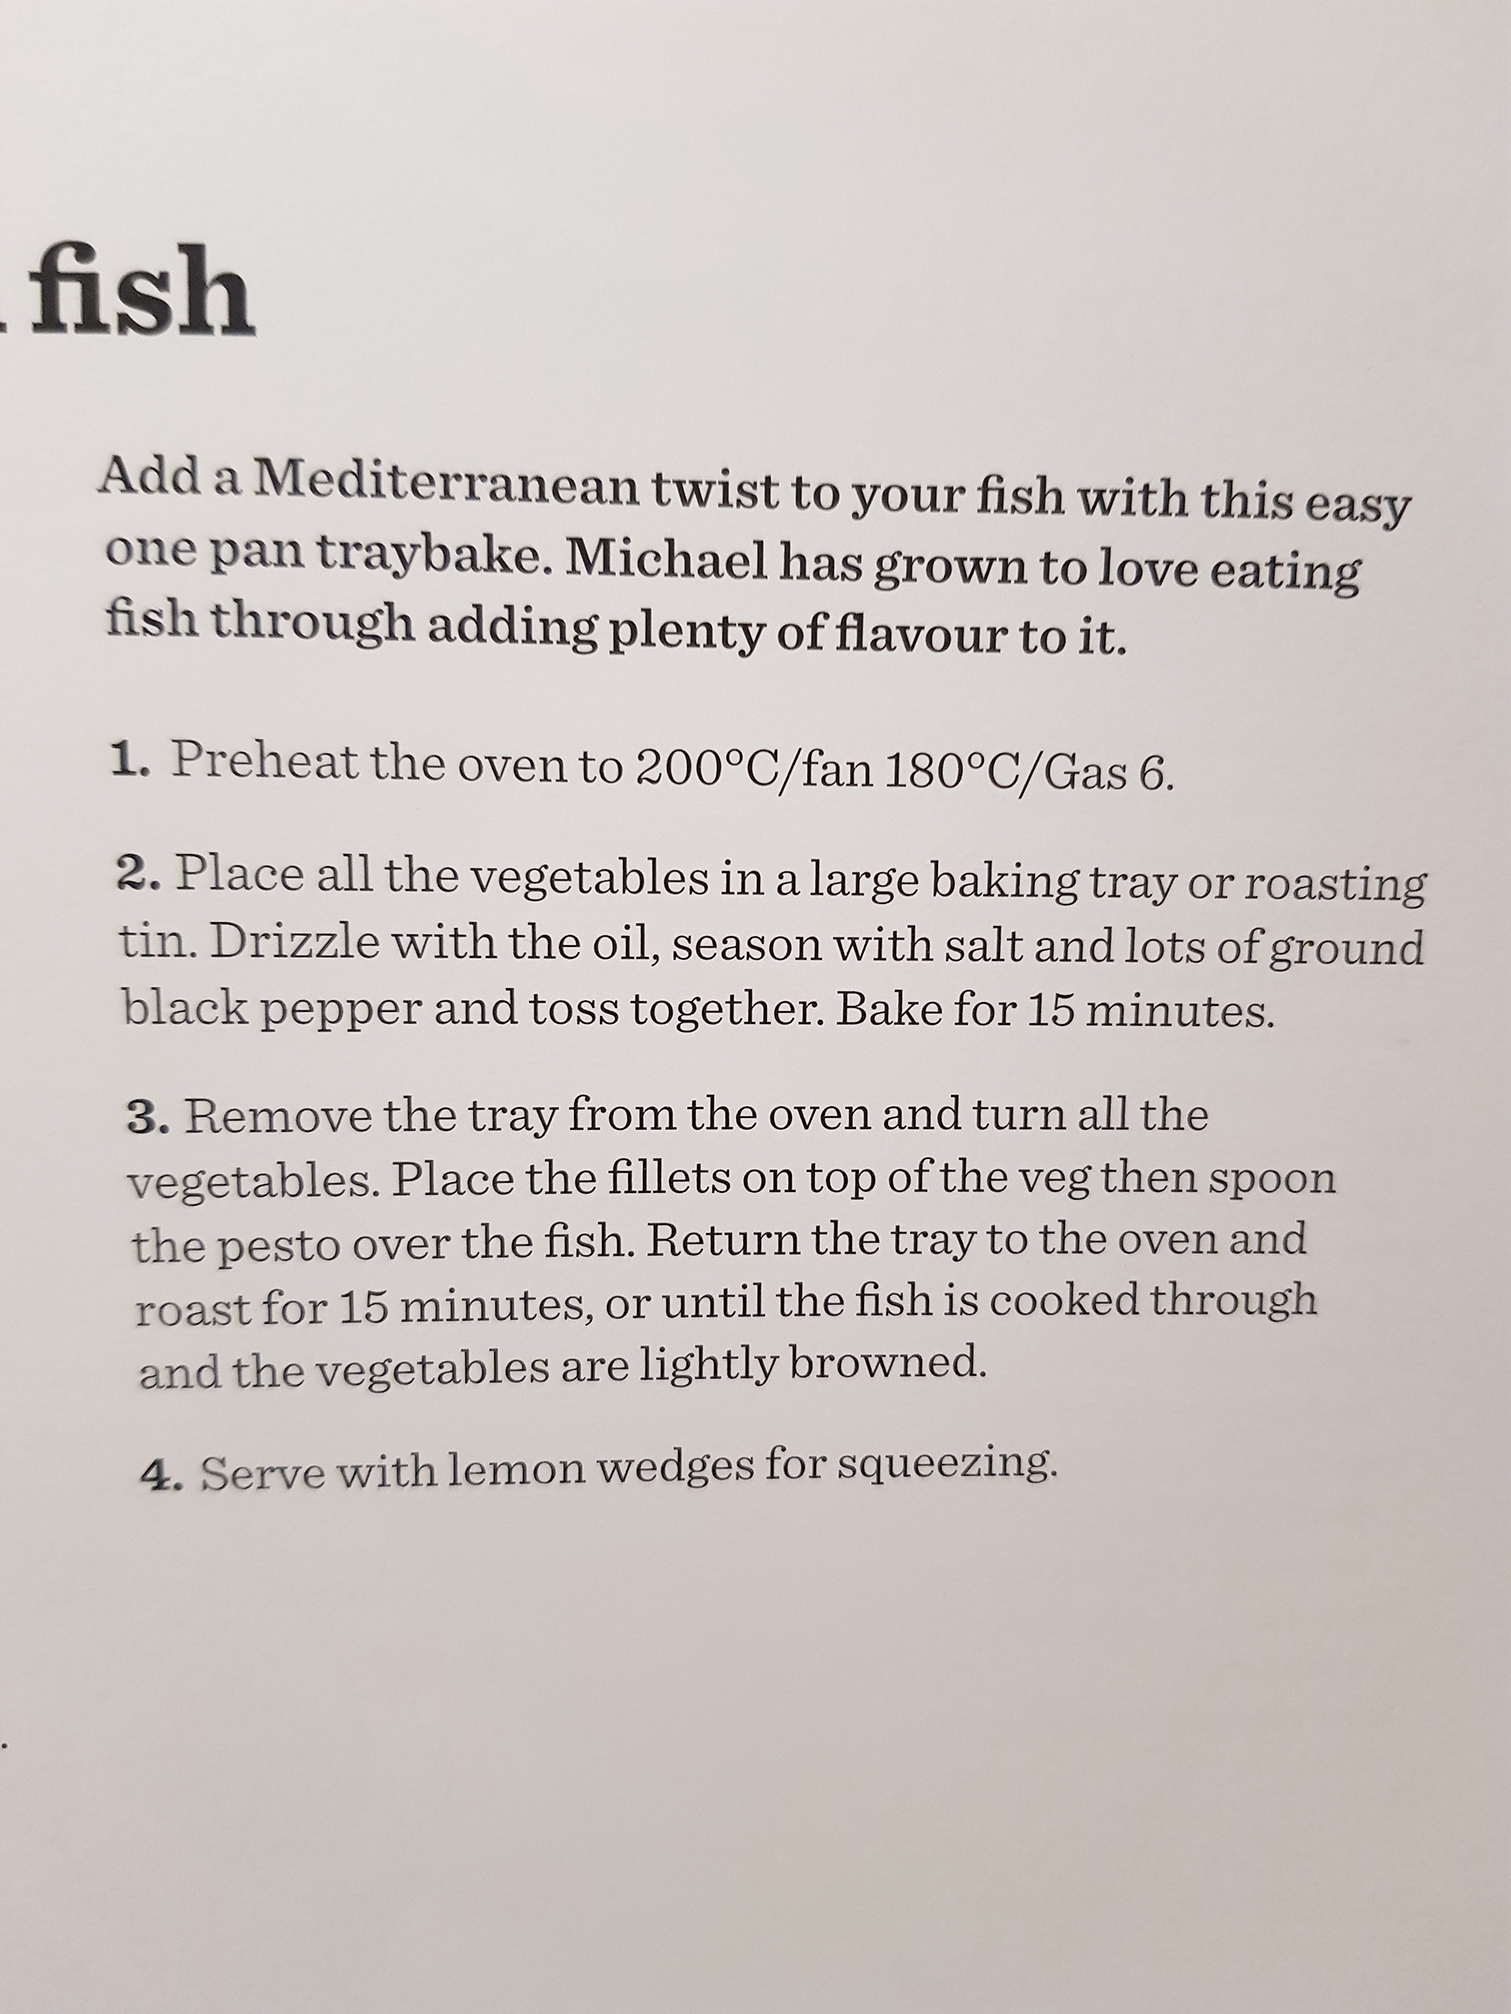 fish
Add a Mediterranean twist to your fish with this easy
one pan traybake. Michael has grown to love eating
fish through adding plenty of flavour to it.
1. Preheat the oven to 200°C/fan 180°C/Gas 6.
2. Place all the vegetables in a large baking tray or roasting
tin. Drizzle with the oil, season with salt and lots of ground
black pepper and toss together. Bake for 15 minutes.
3. Remove the tray from the oven and turn all the
vegetables. Place the fillets on top of the veg then spoon
the pesto over the fish. Return the tray to the oven and
roast for 15 minutes, or until the fish is cooked through
and the vegetables are lightly browned.
4. Serve with lemon wedges for squeezing.